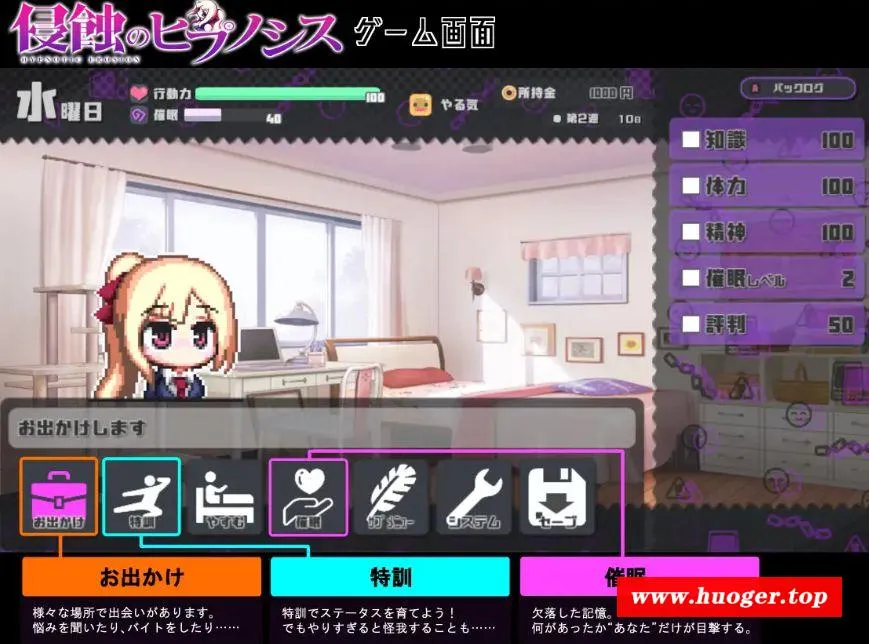 侵蝕のヒプノシス ゲーム画面
HYPNOTIC EROSION
水曜日
行動力 100
催眠 40
やる気
所持金 1000円
第2週 10日
バックログ
知識 100
体力 100
精神 100
催眠レベル 2
評判 50
お出かけします
お出かけ
特訓
やすむ
催眠
サブメニュー
システム
セーブ
お出かけ
様々な場所で出会いがあります。
悩みを聞いたり、バイトをしたり……
特訓
特訓でステータスを育てよう！
でもやりすぎると怪我することも……
催眠
欠落した記憶。
何があったか“あなた”だけが目撃する。
www.huoger.top